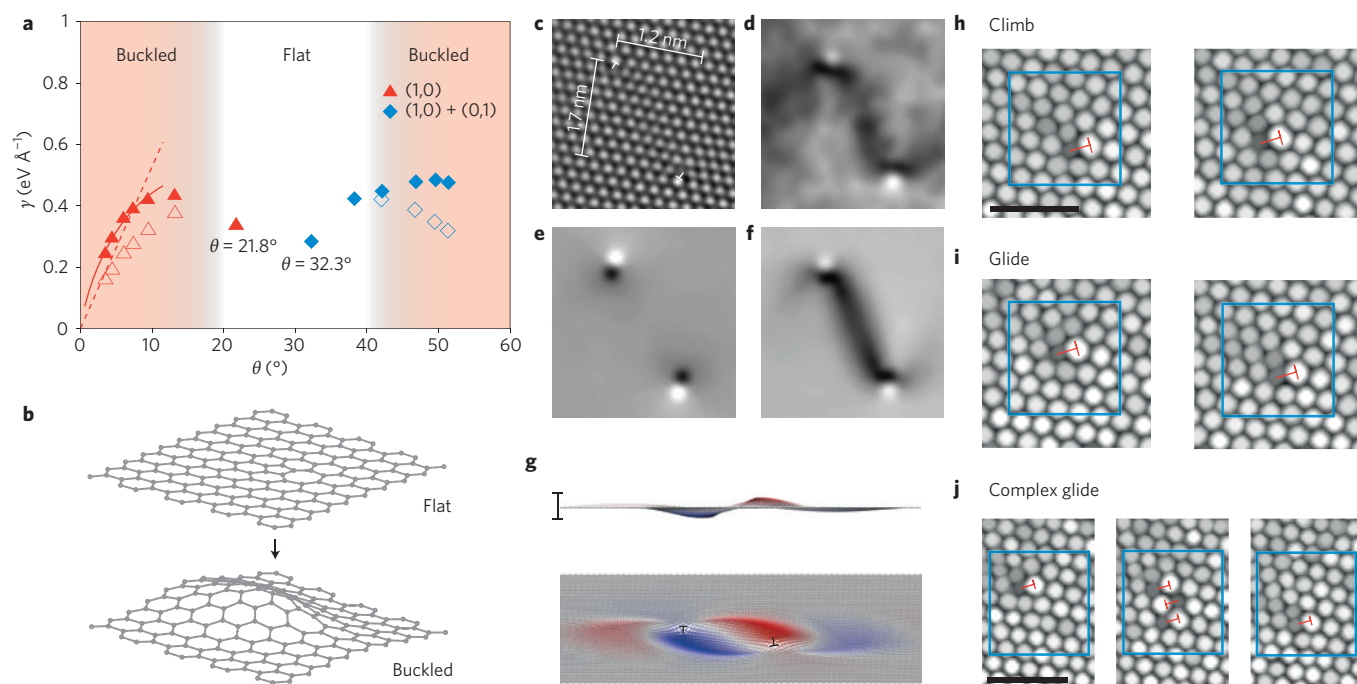 a
γ (eV Å⁻¹)
1
0.8
0.6
0.4
0.2
0
Buckled
Flat
Buckled
(1,0)
(1,0) + (0,1)
θ = 21.8°
θ = 32.3°
0 10 20 30 40 50 60
θ (°)
b
Flat
Buckled
c
1.2 nm
1.7 nm
d
e
f
g
h Climb
i Glide
j Complex glide